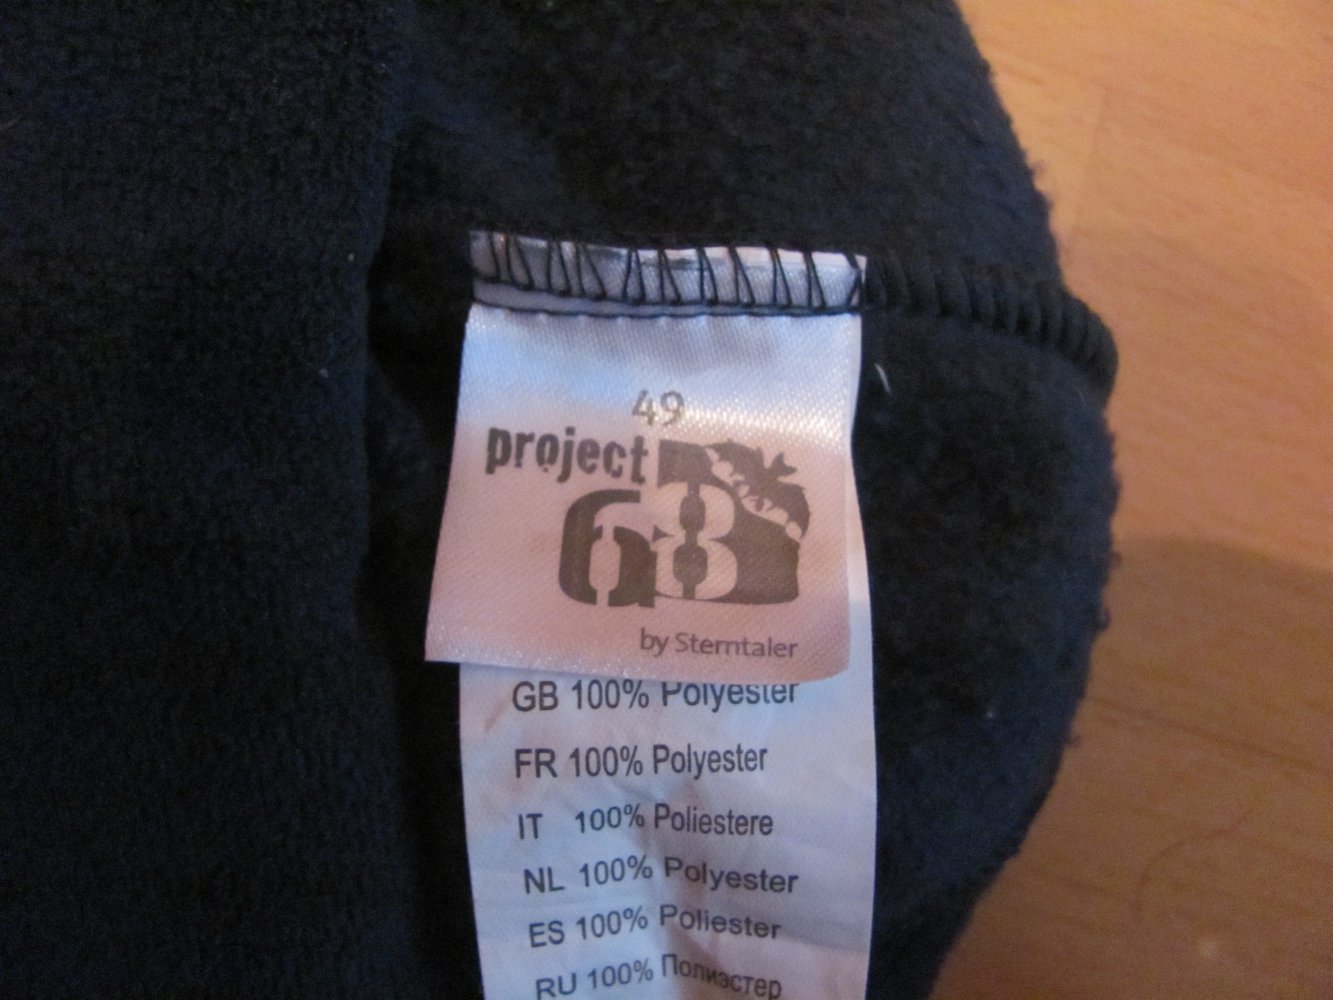 49
project
68
by Sterntaler
GB 100% Polyester
FR 100% Polyester
IT 100% Poliestere
NL 100% Polyester
ES 100% Poliester
RU 100% Полиэстер